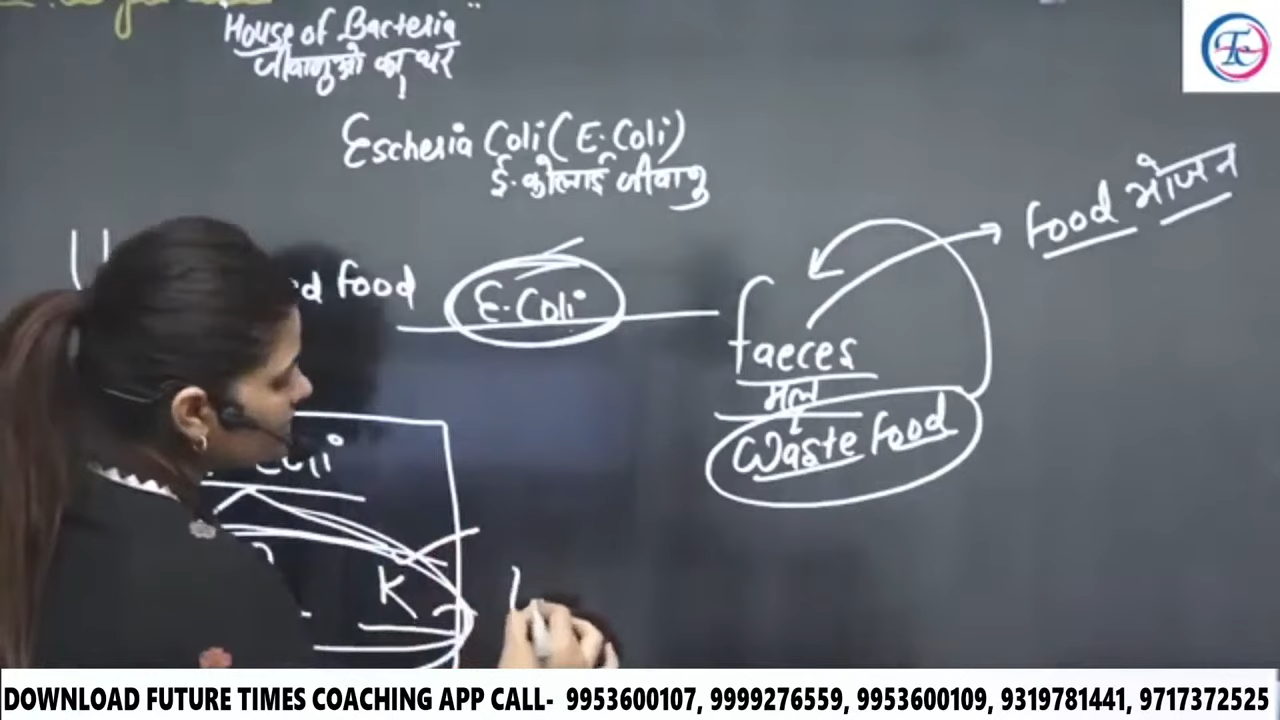 "House of Bacteria"
जीवाणुओ का घर
Escheria Coli (E. Coli)
ई. कोलाई जीवाणु
Food भोजन
food
E. Coli
faeces
मल
Waste Food
Coli
K
DOWNLOAD FUTURE TIMES COACHING APP CALL- 9953600107, 9999276559, 9953600109, 9319781441, 9717372525